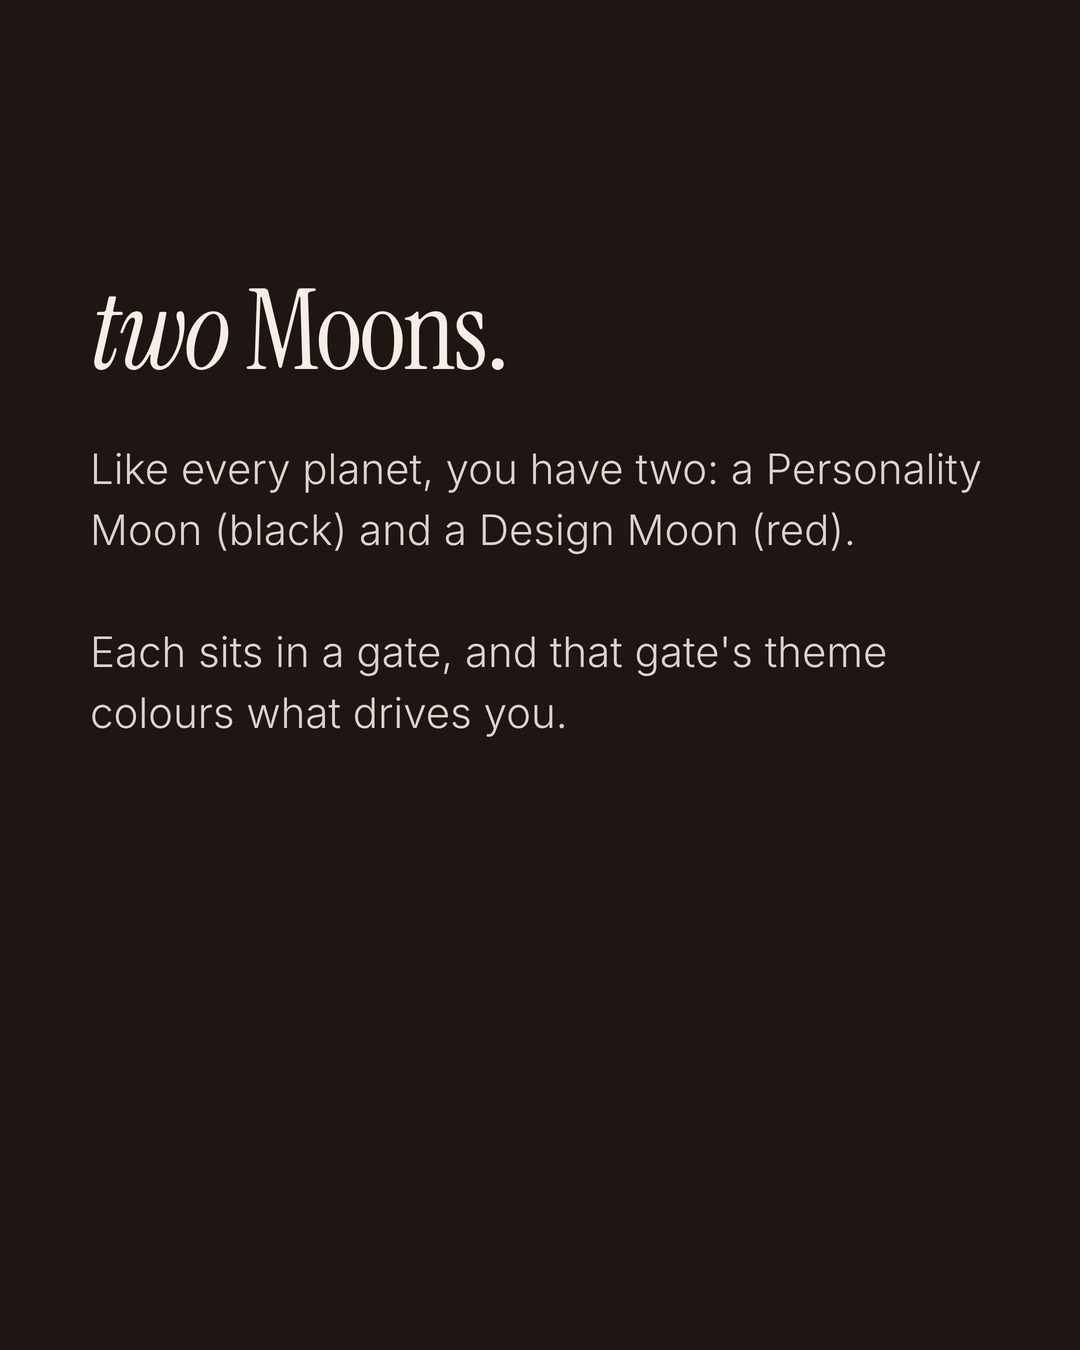 two Moons.
Like every planet, you have two: a Personality
Moon (black) and a Design Moon (red).
Each sits in a gate, and that gate's theme
colours what drives you.